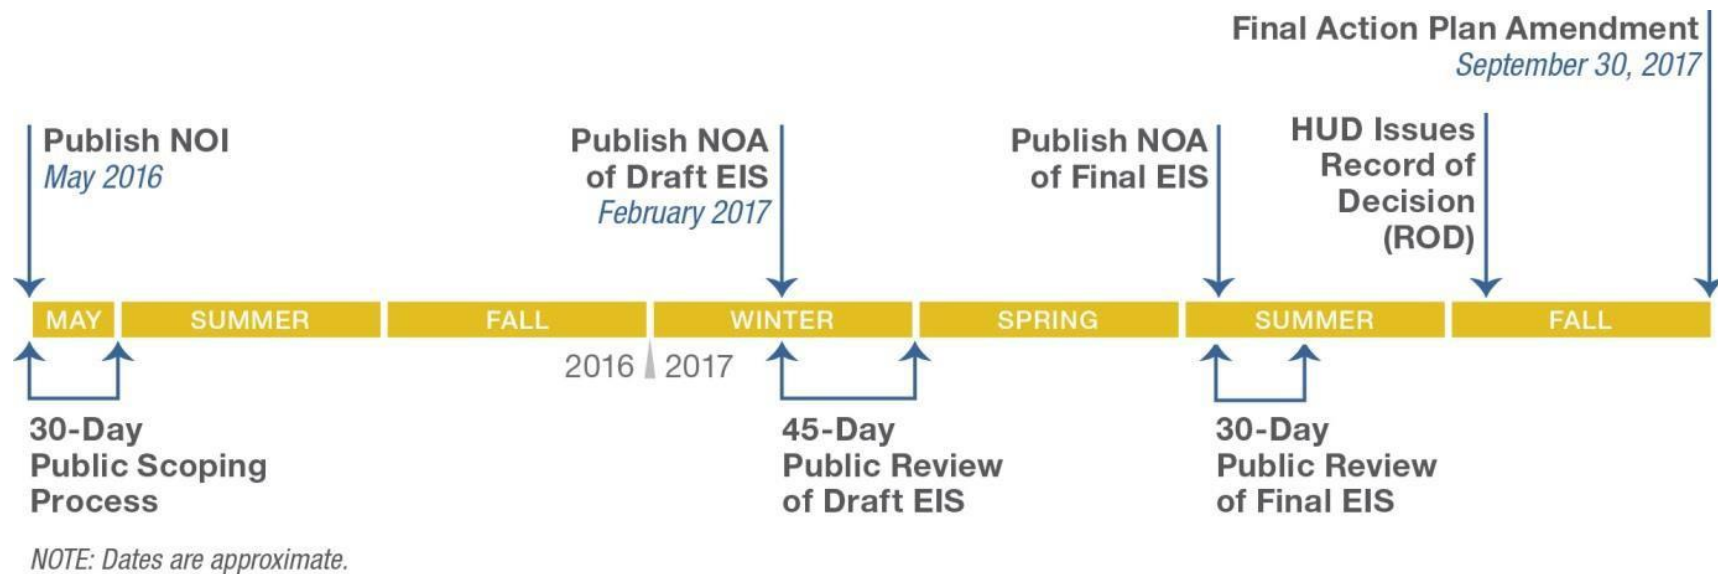 Final Action Plan Amendment
September 30, 2017
Publish NOI
May 2016
Publish NOA
of Draft EIS
February 2017
Publish NOA
of Final EIS
HUD Issues
Record of
Decision
(ROD)
MAY SUMMER FALL WINTER SPRING SUMMER FALL
2016 2017
30-Day
Public Scoping
Process
45-Day
Public Review
of Draft EIS
30-Day
Public Review
of Final EIS
NOTE: Dates are approximate.